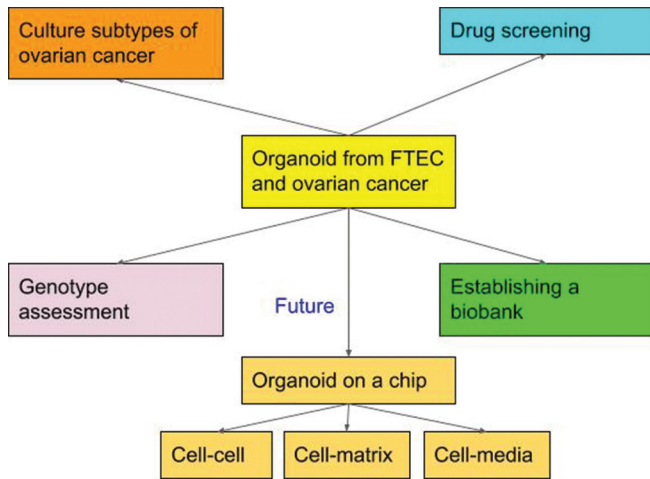 Culture subtypes of
ovarian cancer
Drug screening
Organoid from FTEC
and ovarian cancer
Genotype
assessment
Future
Establishing a
biobank
Organoid on a chip
Cell-cell
Cell-matrix
Cell-media